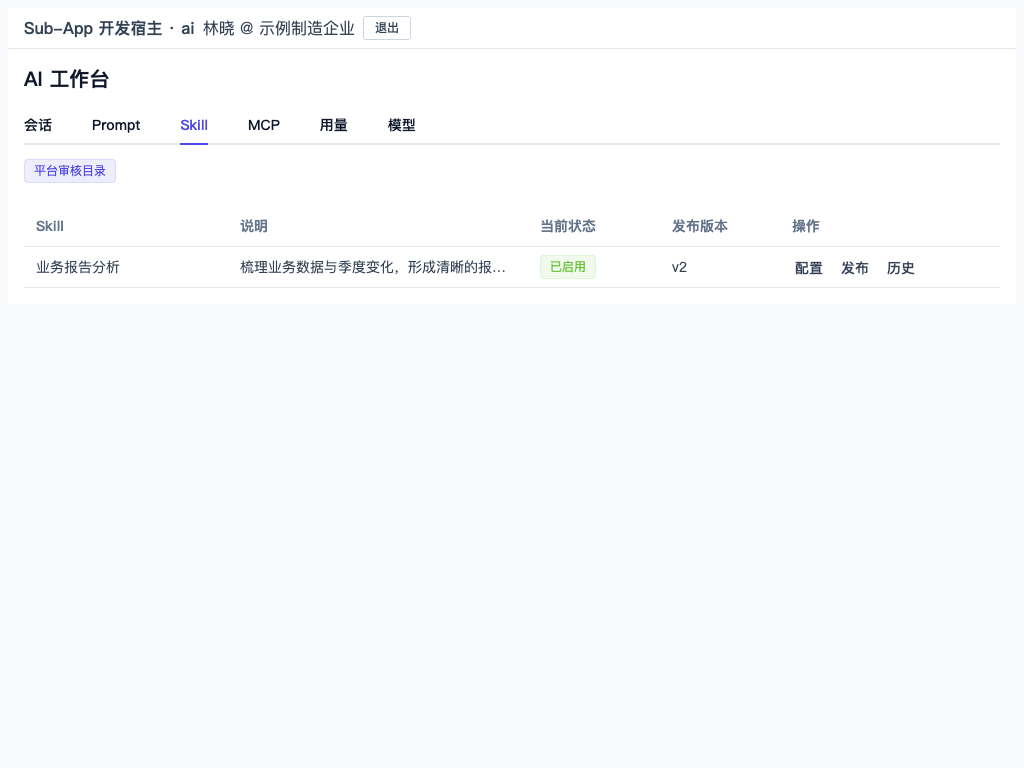 Sub-App 开发宿主 · ai 林晓 @ 示例制造企业 退出
AI 工作台
会话 Prompt Skill MCP 用量 模型
平台审核目录
Skill 说明 当前状态 发布版本 操作
业务报告分析 梳理业务数据与季度变化，形成清晰的报… 已启用 v2 配置 发布 历史